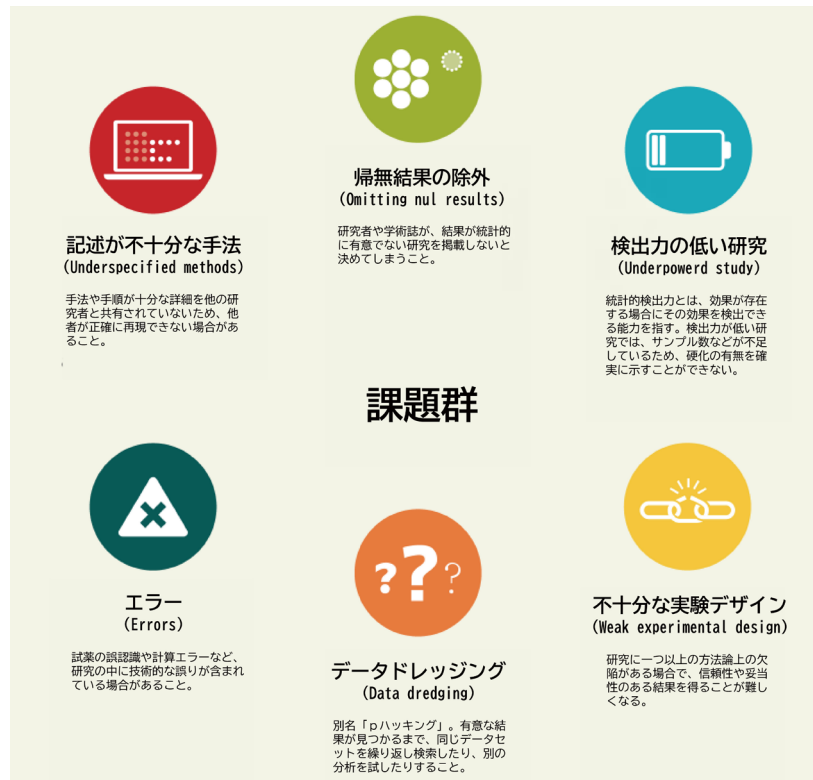 帰無結果の除外
(Omitting nul results)
研究者や学術誌が、結果が統計的
に有意でない研究を掲載しないと
決めてしまうこと。
記述が不十分な手法
(Underspecified methods)
手法や手順が十分な詳細を他の研
究者と共有されていないため、他
者が正確に再現できない場合があ
ること。
検出力の低い研究
(Underpowerd study)
統計的検出力とは、効果が存在
する場合にその効果を検出でき
る能力を指す。検出力が低い研
究では、サンプル数などが不足
しているため、硬化の有無を確
実に示すことができない。
課題群
エラー
(Errors)
試薬の誤認識や計算エラーなど、
研究の中に技術的な誤りが含まれ
ている場合があること。
データドレッジング
(Data dredging)
別名「pハッキング」。有意な結
果が見つかるまで、同じデータセ
ットを繰り返し検索したり、別の
分析を試したりすること。
不十分な実験デザイン
(Weak experimental design)
研究に一つ以上の方法論上の欠
陥がある場合で、信頼性や妥当
性のある結果を得ることが難し
くなる。